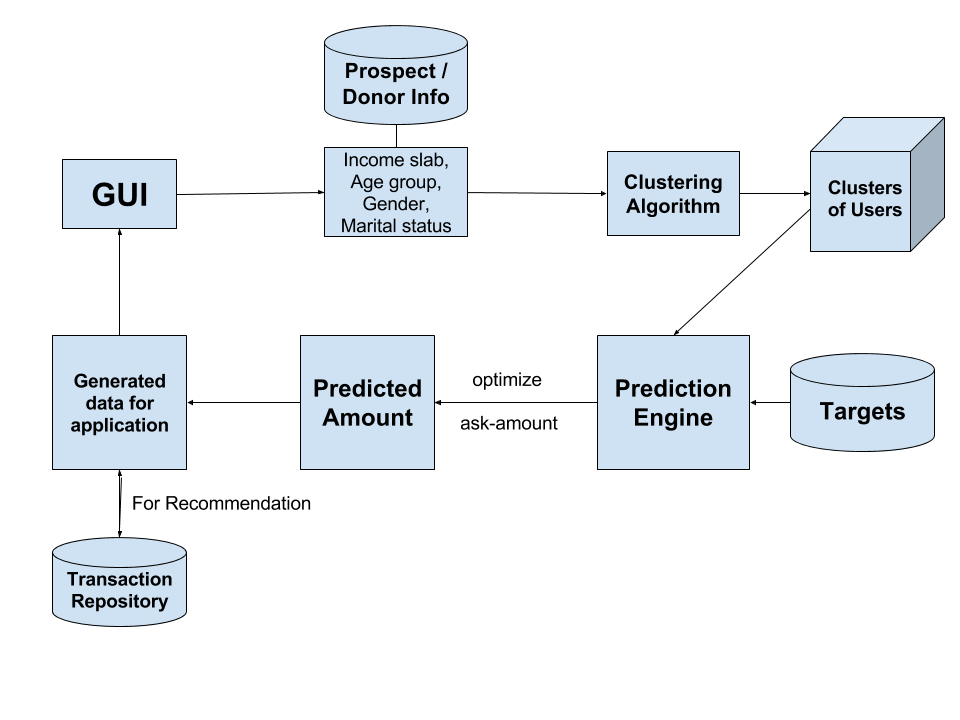 Prospect /
Donor Info
GUI
Income slab,
Age group,
Gender,
Marital status
Clustering
Algorithm
Clusters
of Users
Generated
data for
application
Predicted
Amount
optimize
ask-amount
Prediction
Engine
Targets
For Recommendation
Transaction
Repository